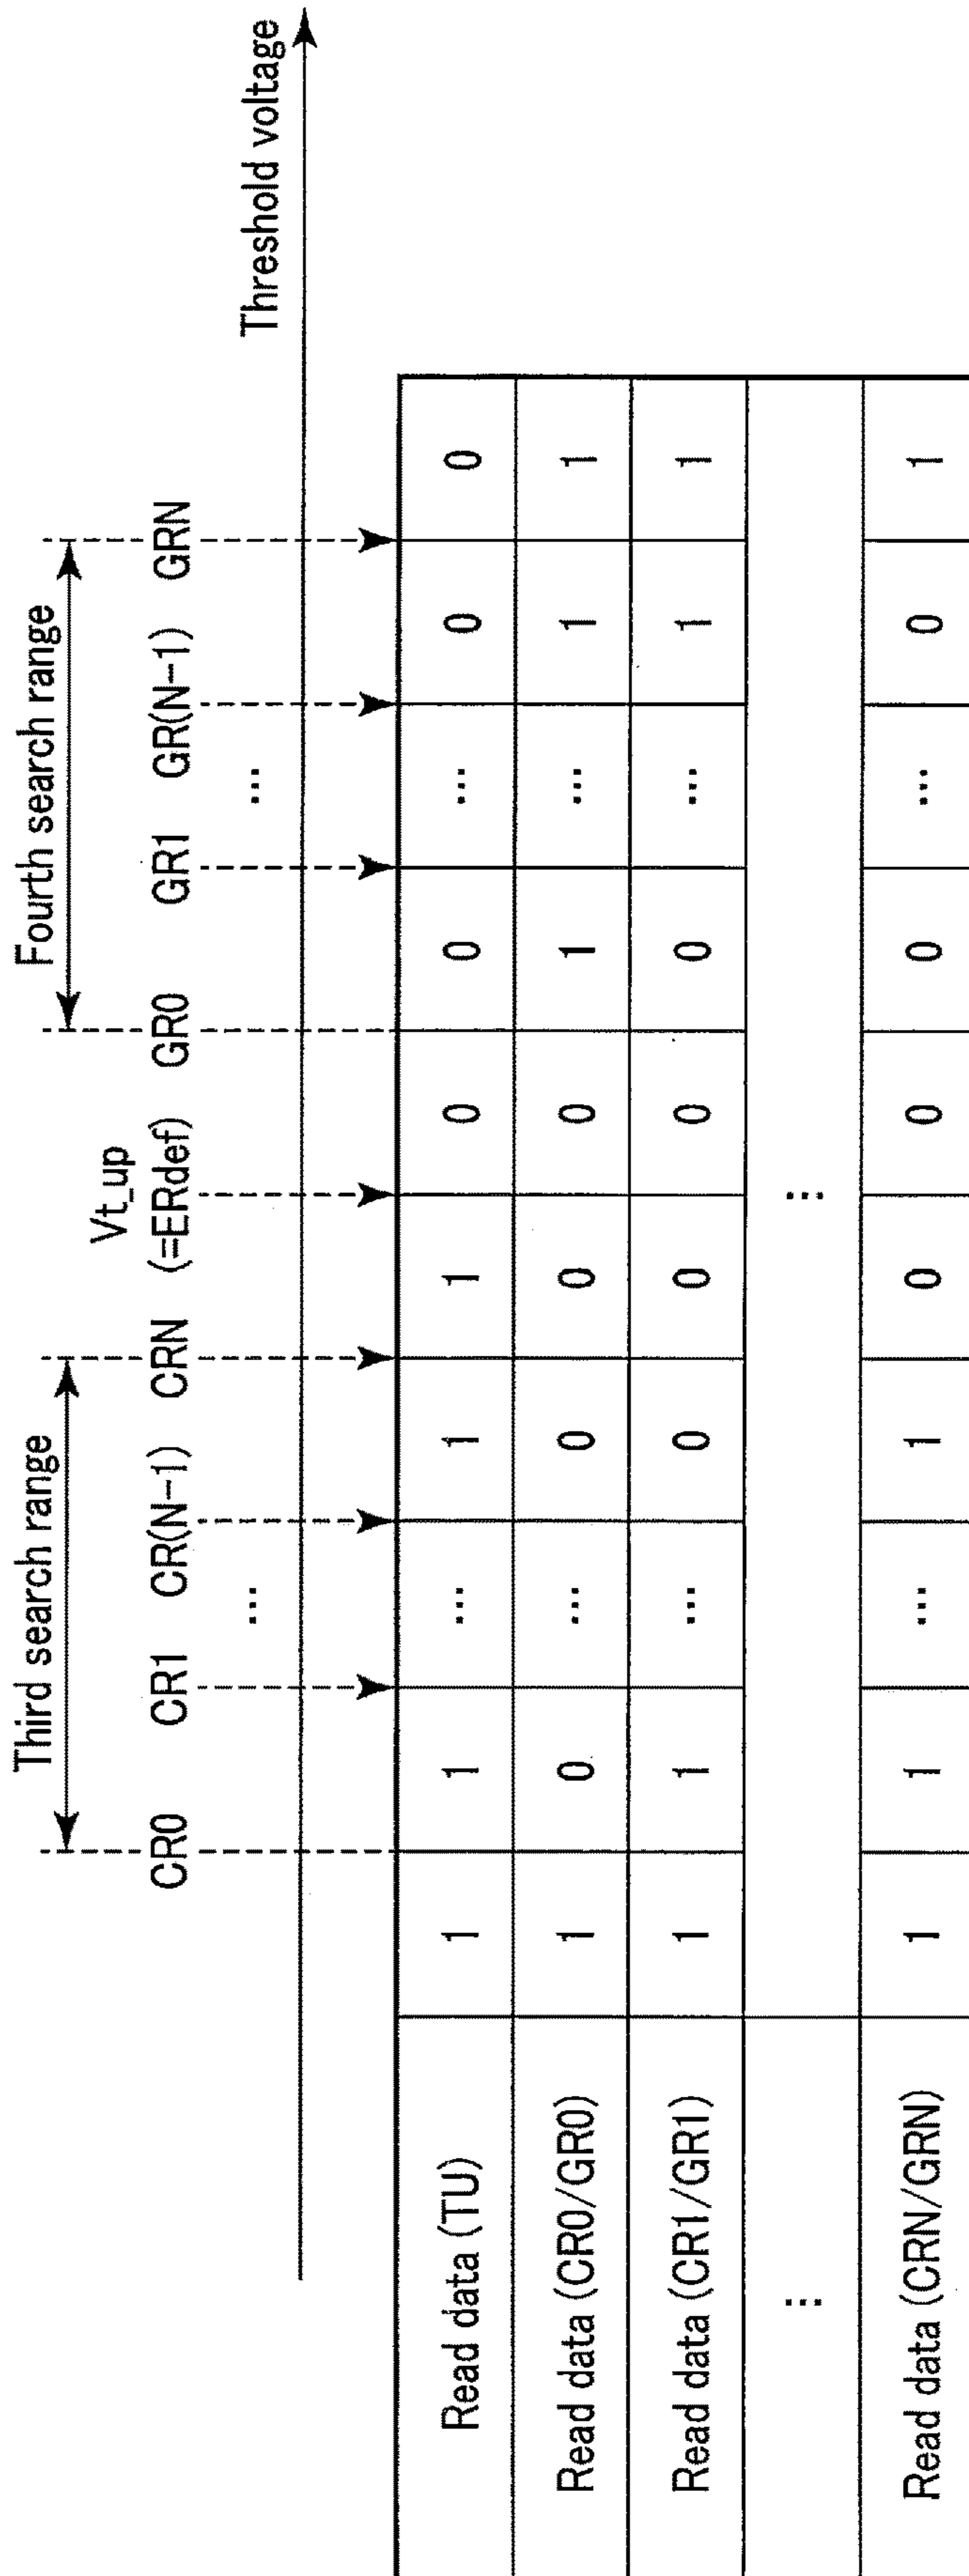 Third search range Fourth search range
Vt_up
CR0 CR1 CR(N-1) CRN (=ERdef) GR0 GR1 GR(N-1) GRN
... ...
Threshold voltage
Read data (TU) 1 1 ... 1 1 0 0 ... 0 0
Read data (CR0/GR0) 1 0 ... 0 0 0 1 ... 1 1
Read data (CR1/GR1) 1 1 ... 0 0 0 0 ... 1 1
... ...
Read data (CRN/GRN) 1 1 ... 1 0 0 0 ... 0 1